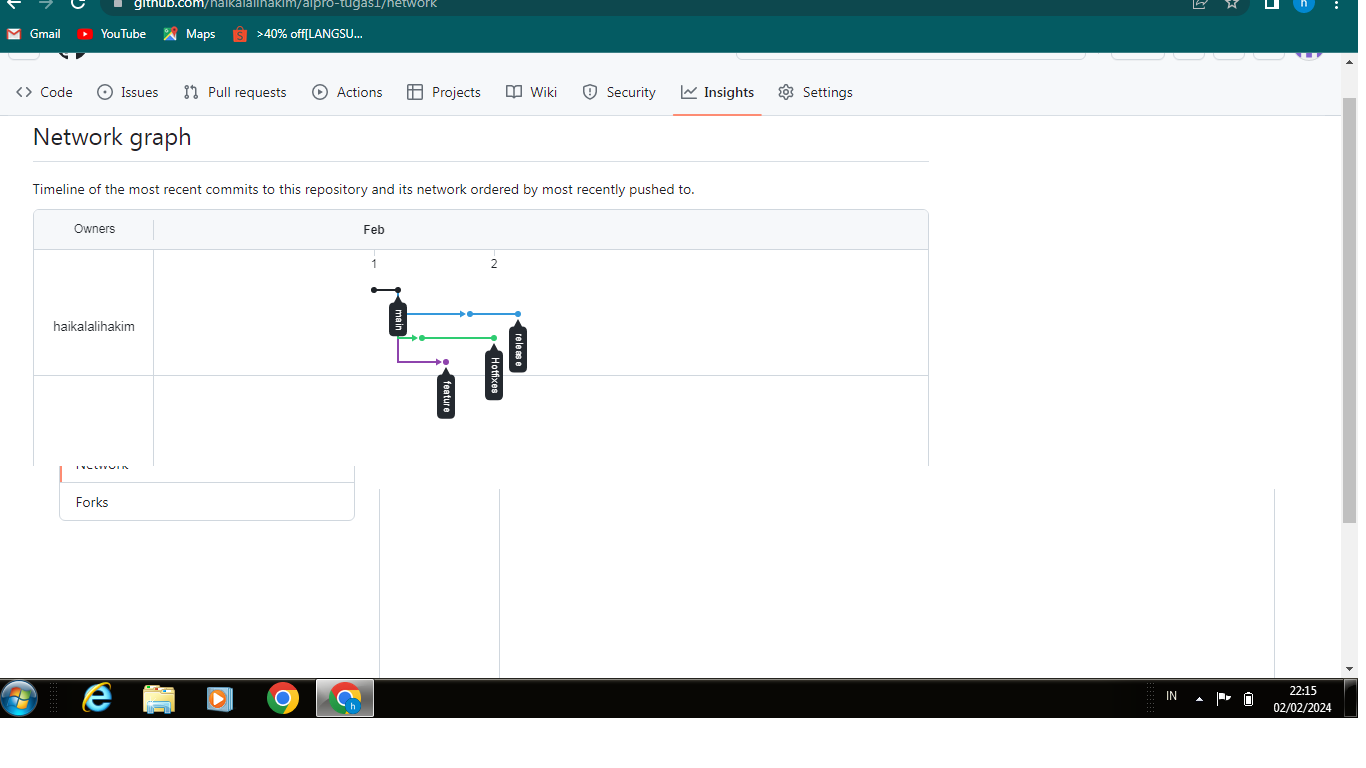 github.com/haikalalihakim/alpro-tugas1/network
Gmail YouTube Maps >40% off[LANGSU...
Code Issues Pull requests Actions Projects Wiki Security Insights Settings
Network graph
Timeline of the most recent commits to this repository and its network ordered by most recently pushed to.
Owners Feb
1 2
haikalalihakim
main
release
Hotfixes
feature
Network
Forks
IN
22:15
02/02/2024